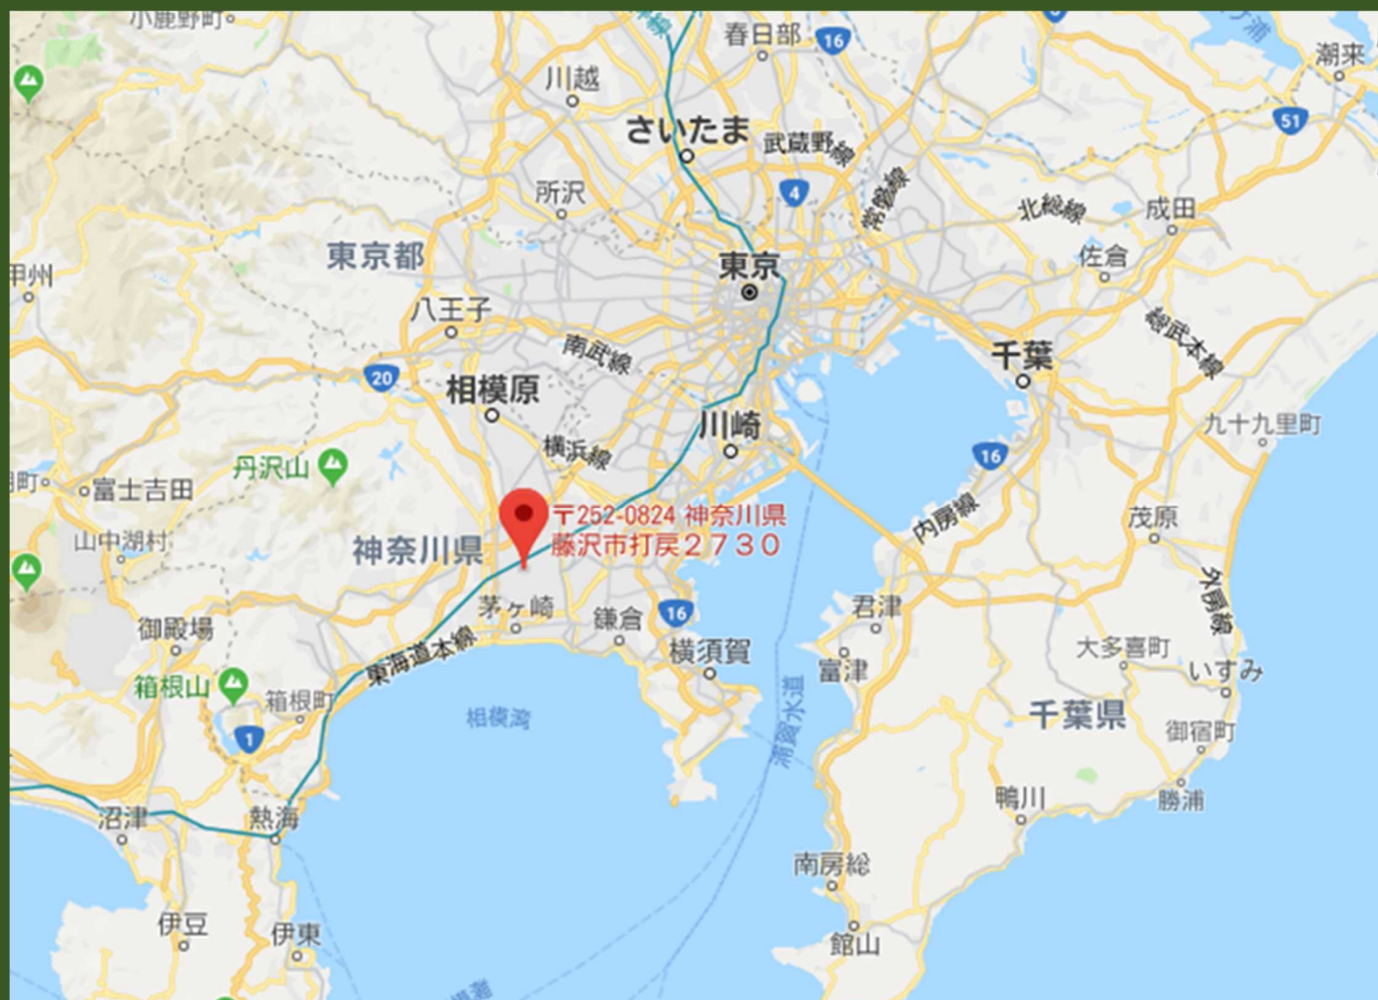 小鹿野町
春日部
16
潮来
川越
51
さいたま
武蔵野線
4
所沢
常磐線
北総線
成田
東京都
東京
佐倉
甲州
八王子
南武線
総武本線
千葉
20
相模原
川崎
九十九里町
横浜線
16
丹沢山
富士吉田
〒252-0824 神奈川県
藤沢市打戻2730
内房線
茂原
山中湖村
神奈川県
外房線
茅ヶ崎
鎌倉
16
君津
御殿場
東海道本線
横須賀
大多喜町
富津
いすみ
箱根山
箱根町
相模湾
浦賀水道
千葉県
御宿町
1
沼津
熱海
鴨川
勝浦
南房総
伊豆
伊東
館山